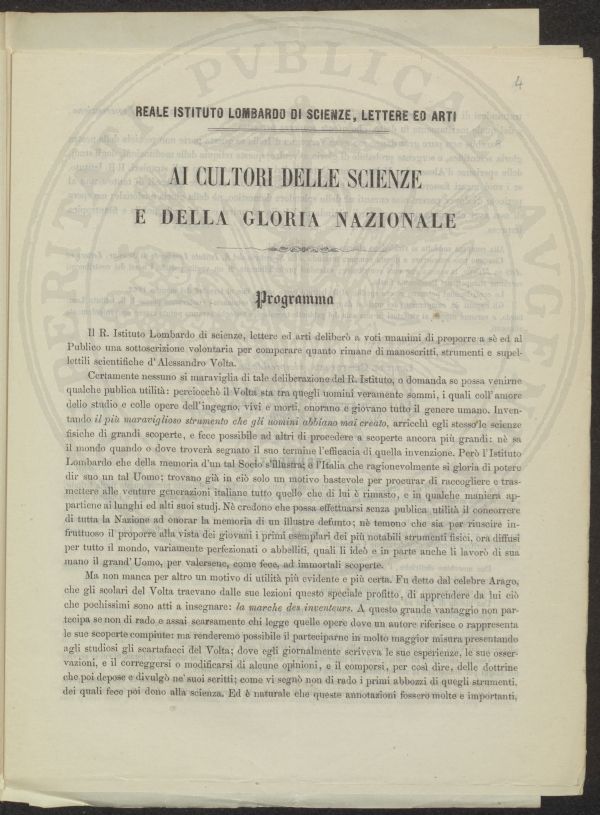 4
REALE ISTITUTO LOMBARDO DI SCIENZE, LETTERE ED ARTI
AI CULTORI DELLE SCIENZE
E DELLA GLORIA NAZIONALE
Programma
Il R. Istituto Lombardo di scienze, lettere ed arti deliberò a voti unanimi di proporre a sè ed al
Publico una sottoscrizione volontaria per comperare quanto rimane di manoscritti, strumenti e supel-
lettili scientifiche d'Alessandro Volta.
Certamente nessuno si maraviglia di tale deliberazione del R. Istituto, o domanda se possa venirne
qualche publica utilità: perciocchè il Volta sta tra quegli uomini veramente sommi, i quali coll'amore
dello studio e colle opere dell'ingegno, vivi e morti, onorano e giovano tutto il genere umano. Inven-
tando il più maraviglioso strumento che gli uomini abbiano mai creato, arricchì egli stesso le scienze
fisiche di grandi scoperte, e fece possibile ad altri di procedere a scoperte ancora più grandi: nè sa
il mondo quando o dove troverà segnato il suo termine l'efficacia di quella invenzione. Però l'Istituto
Lombardo che della memoria d'un tal Socio s'illustra; e l'Italia che ragionevolmente si gloria di potere
dir suo un tal Uomo; trovano già in ciò solo un motivo bastevole per procurar di raccogliere e tras-
mettere alle venture generazioni italiane tutto quello che di lui è rimasto, e in qualche maniera ap-
partiene ai lunghi ed alti suoi studj. Nè credono che possa effettuarsi senza publica utilità il concorrere
di tutta la Nazione ad onorar la memoria di un illustre defunto; nè temono che sia per riuscire in-
fruttuoso il proporre alla vista dei giovani i primi esemplari dei più notabili strumenti fisici, ora diffusi
per tutto il mondo, variamente perfezionati o abbelliti, quali li ideò e in parte anche li lavorò di sua
mano il grand'Uomo, per valersene, come fece, ad immortali scoperte.
Ma non manca per altro un motivo di utilità più evidente e più certa. Fu detto dal celebre Arago,
che gli scolari del Volta traevano dalle sue lezioni questo speciale profitto, di apprendere da lui ciò
che pochissimi sono atti a insegnare: la marche des inventeurs. A questo grande vantaggio non par-
tecipa se non di rado e assai scarsamente chi legge quelle opere dove un autore riferisce o rappresenta
le sue scoperte compiute: ma renderemo possibile il parteciparne in molto maggior misura presentando
agli studiosi gli scartafacci del Volta; dove egli giornalmente scriveva le sue esperienze, le sue osser-
vazioni, e il correggersi o modificarsi di alcune opinioni, e il comporsi, per così dire, delle dottrine
che poi depose e divulgò ne' suoi scritti; come vi segnò non di rado i primi abbozzi di quegli strumenti,
dei quali fece poi dono alla scienza. Ed è naturale che queste annotazioni fossero molte e importanti,